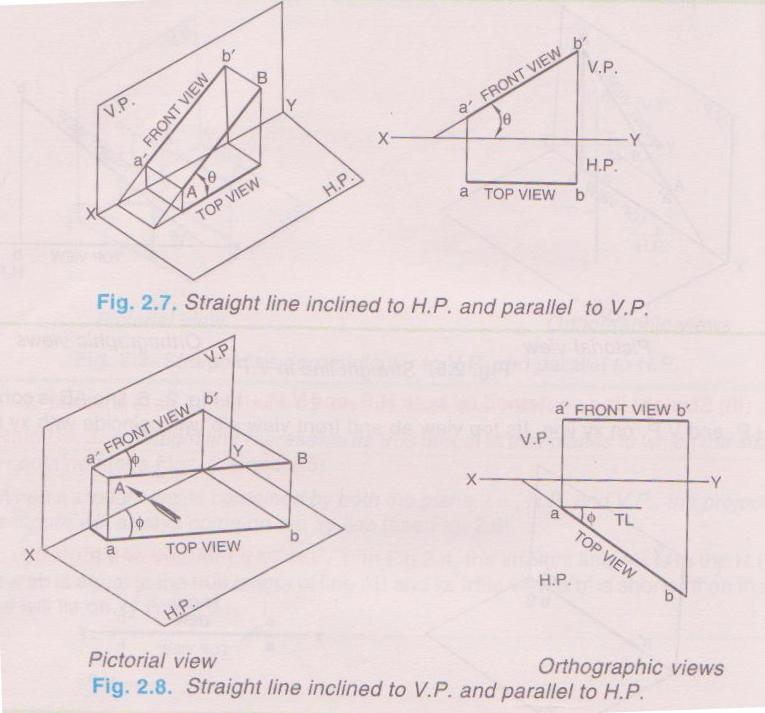 b′
V.P.
B
FRONT VIEW
Y
a′
A
θ
TOP VIEW
H.P.
X
b′
V.P.
FRONT VIEW
a′
θ
X
Y
H.P.
a
TOP VIEW
b
Fig. 2.7. Straight line inclined to H.P. and parallel to V.P.
V.P.
b′
FRONT VIEW
a′
ϕ
Y
B
A
ϕ
a
TOP VIEW
b
X
H.P.
a′ FRONT VIEW b′
V.P.
X
Y
a
ϕ
TL
TOP VIEW
H.P.
b
Pictorial view
Orthographic views
Fig. 2.8. Straight line inclined to V.P. and parallel to H.P.